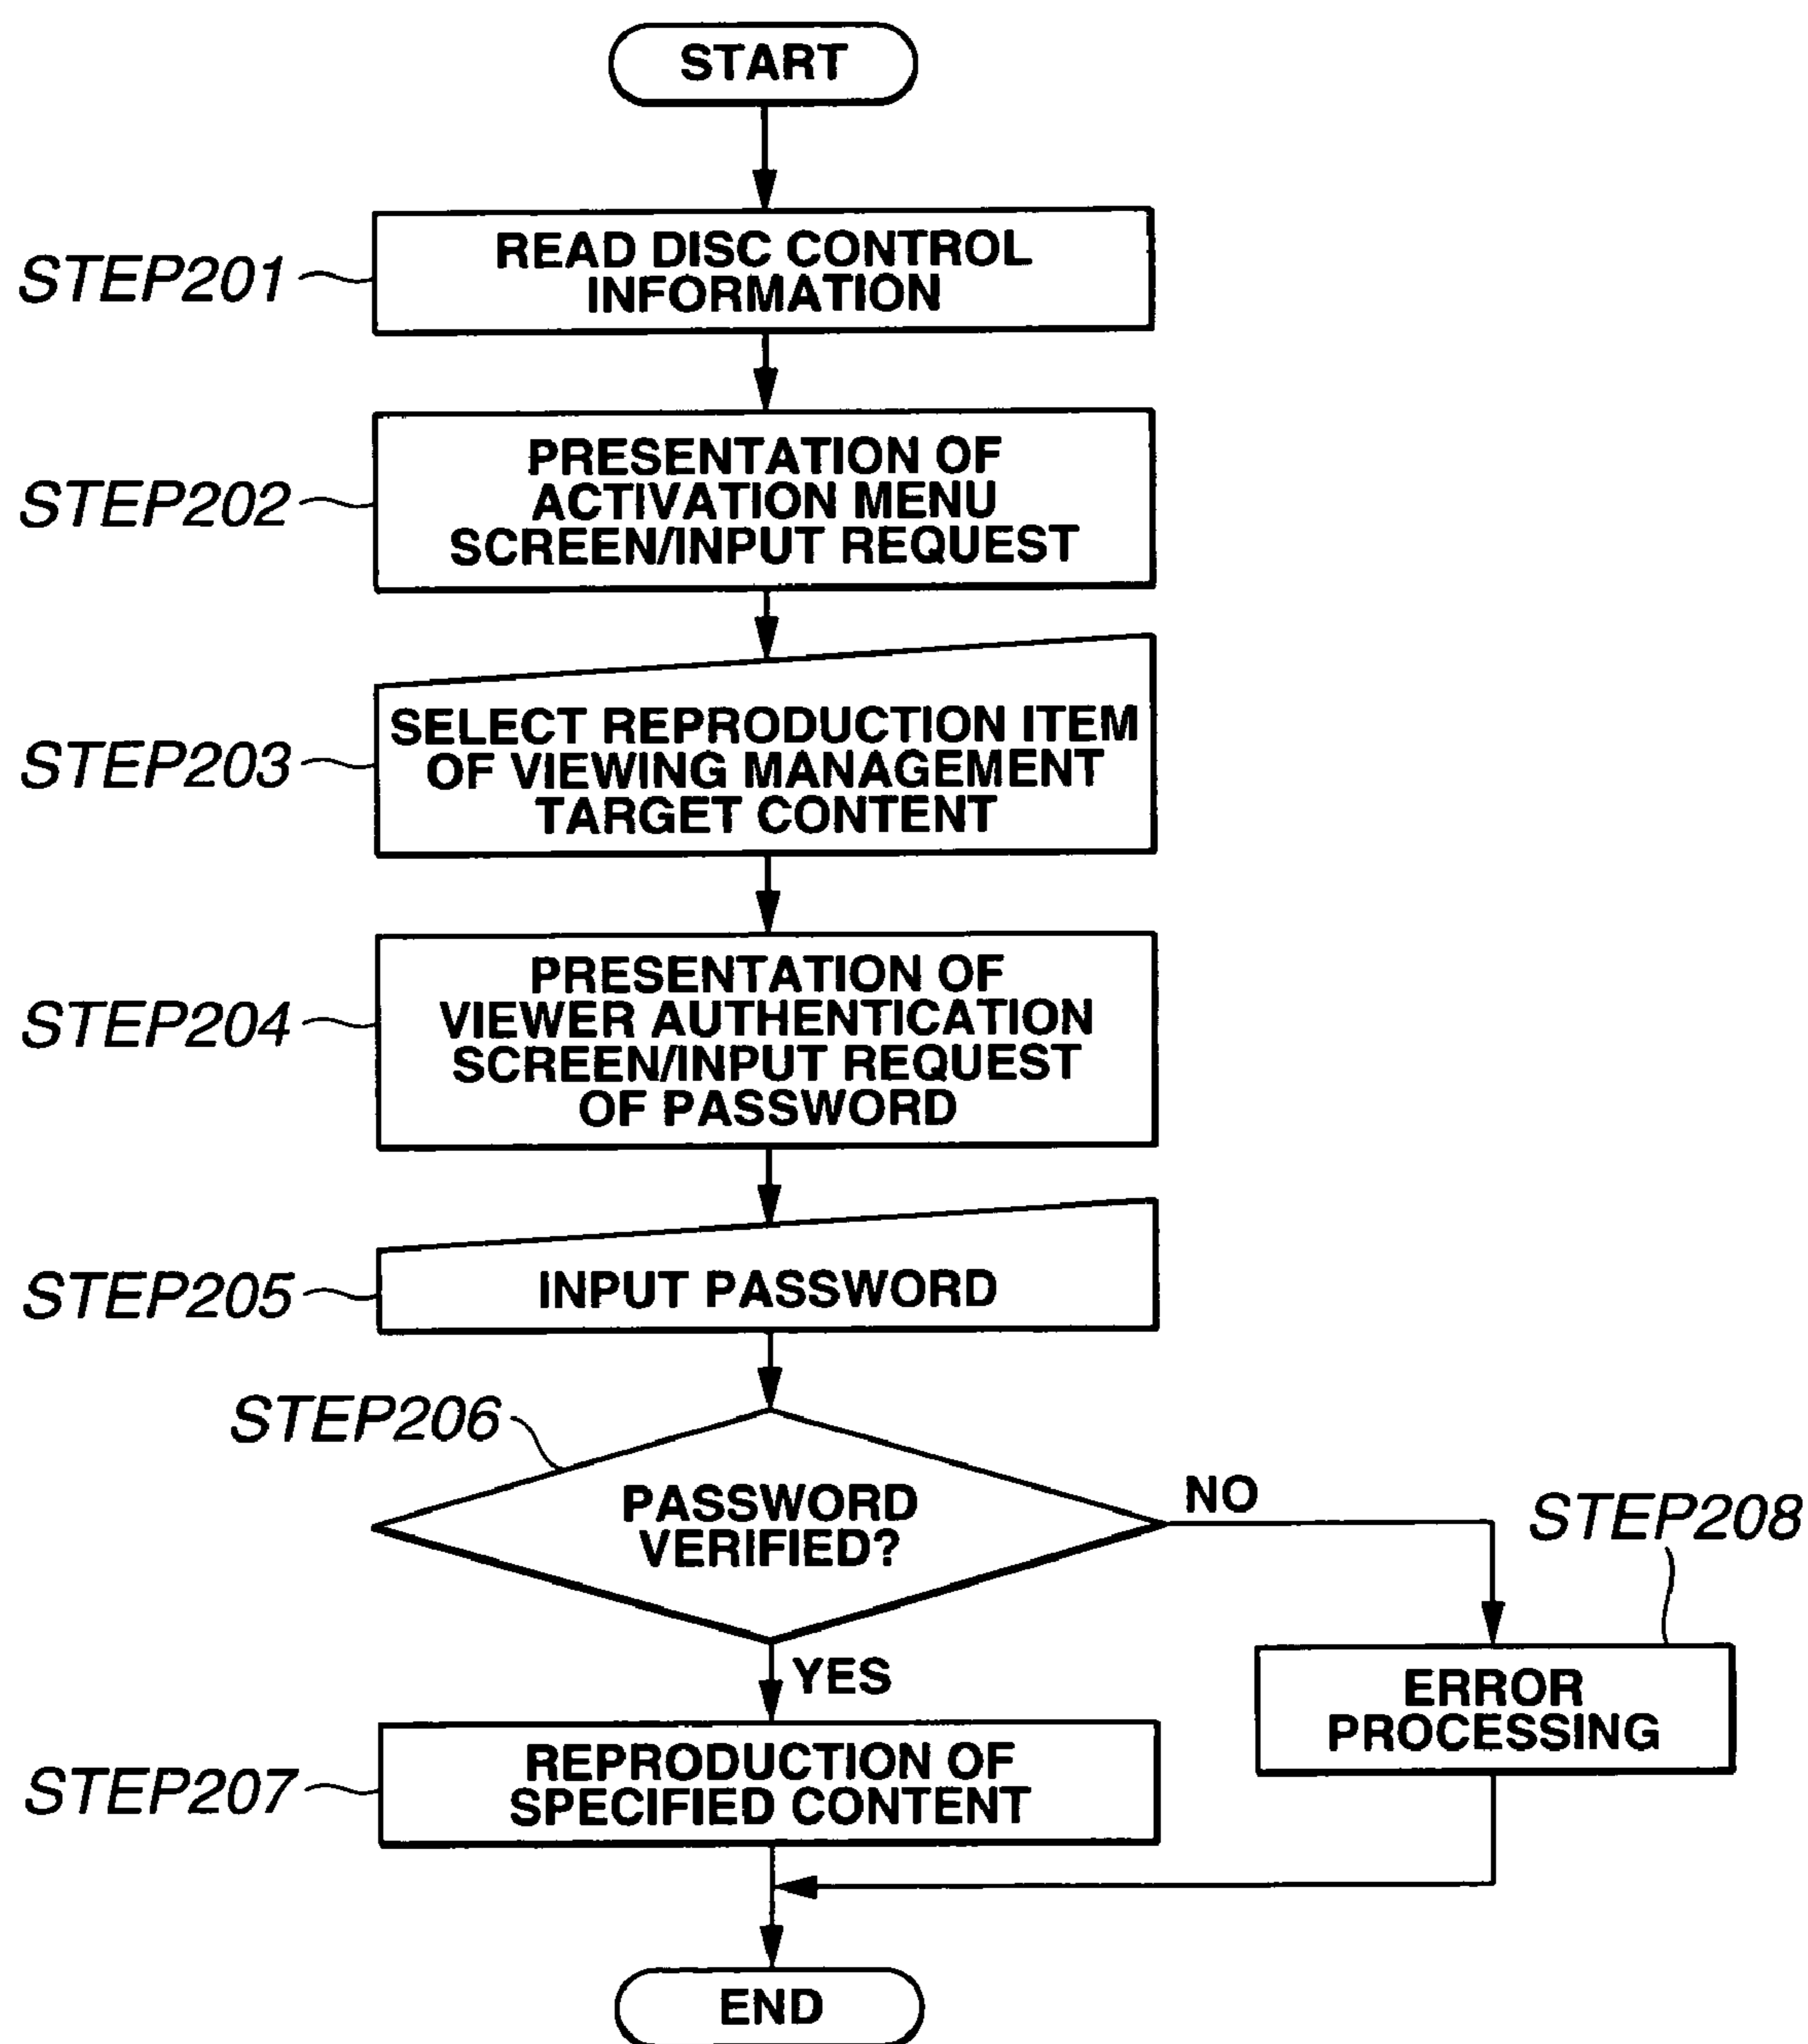 START
STEP201
READ DISC CONTROL
INFORMATION
STEP202
PRESENTATION OF
ACTIVATION MENU
SCREEN/INPUT REQUEST
STEP203
SELECT REPRODUCTION ITEM
OF VIEWING MANAGEMENT
TARGET CONTENT
STEP204
PRESENTATION OF
VIEWER AUTHENTICATION
SCREEN/INPUT REQUEST
OF PASSWORD
STEP205
INPUT PASSWORD
STEP206
PASSWORD
VERIFIED?
NO
STEP208
YES
ERROR
PROCESSING
STEP207
REPRODUCTION OF
SPECIFIED CONTENT
END